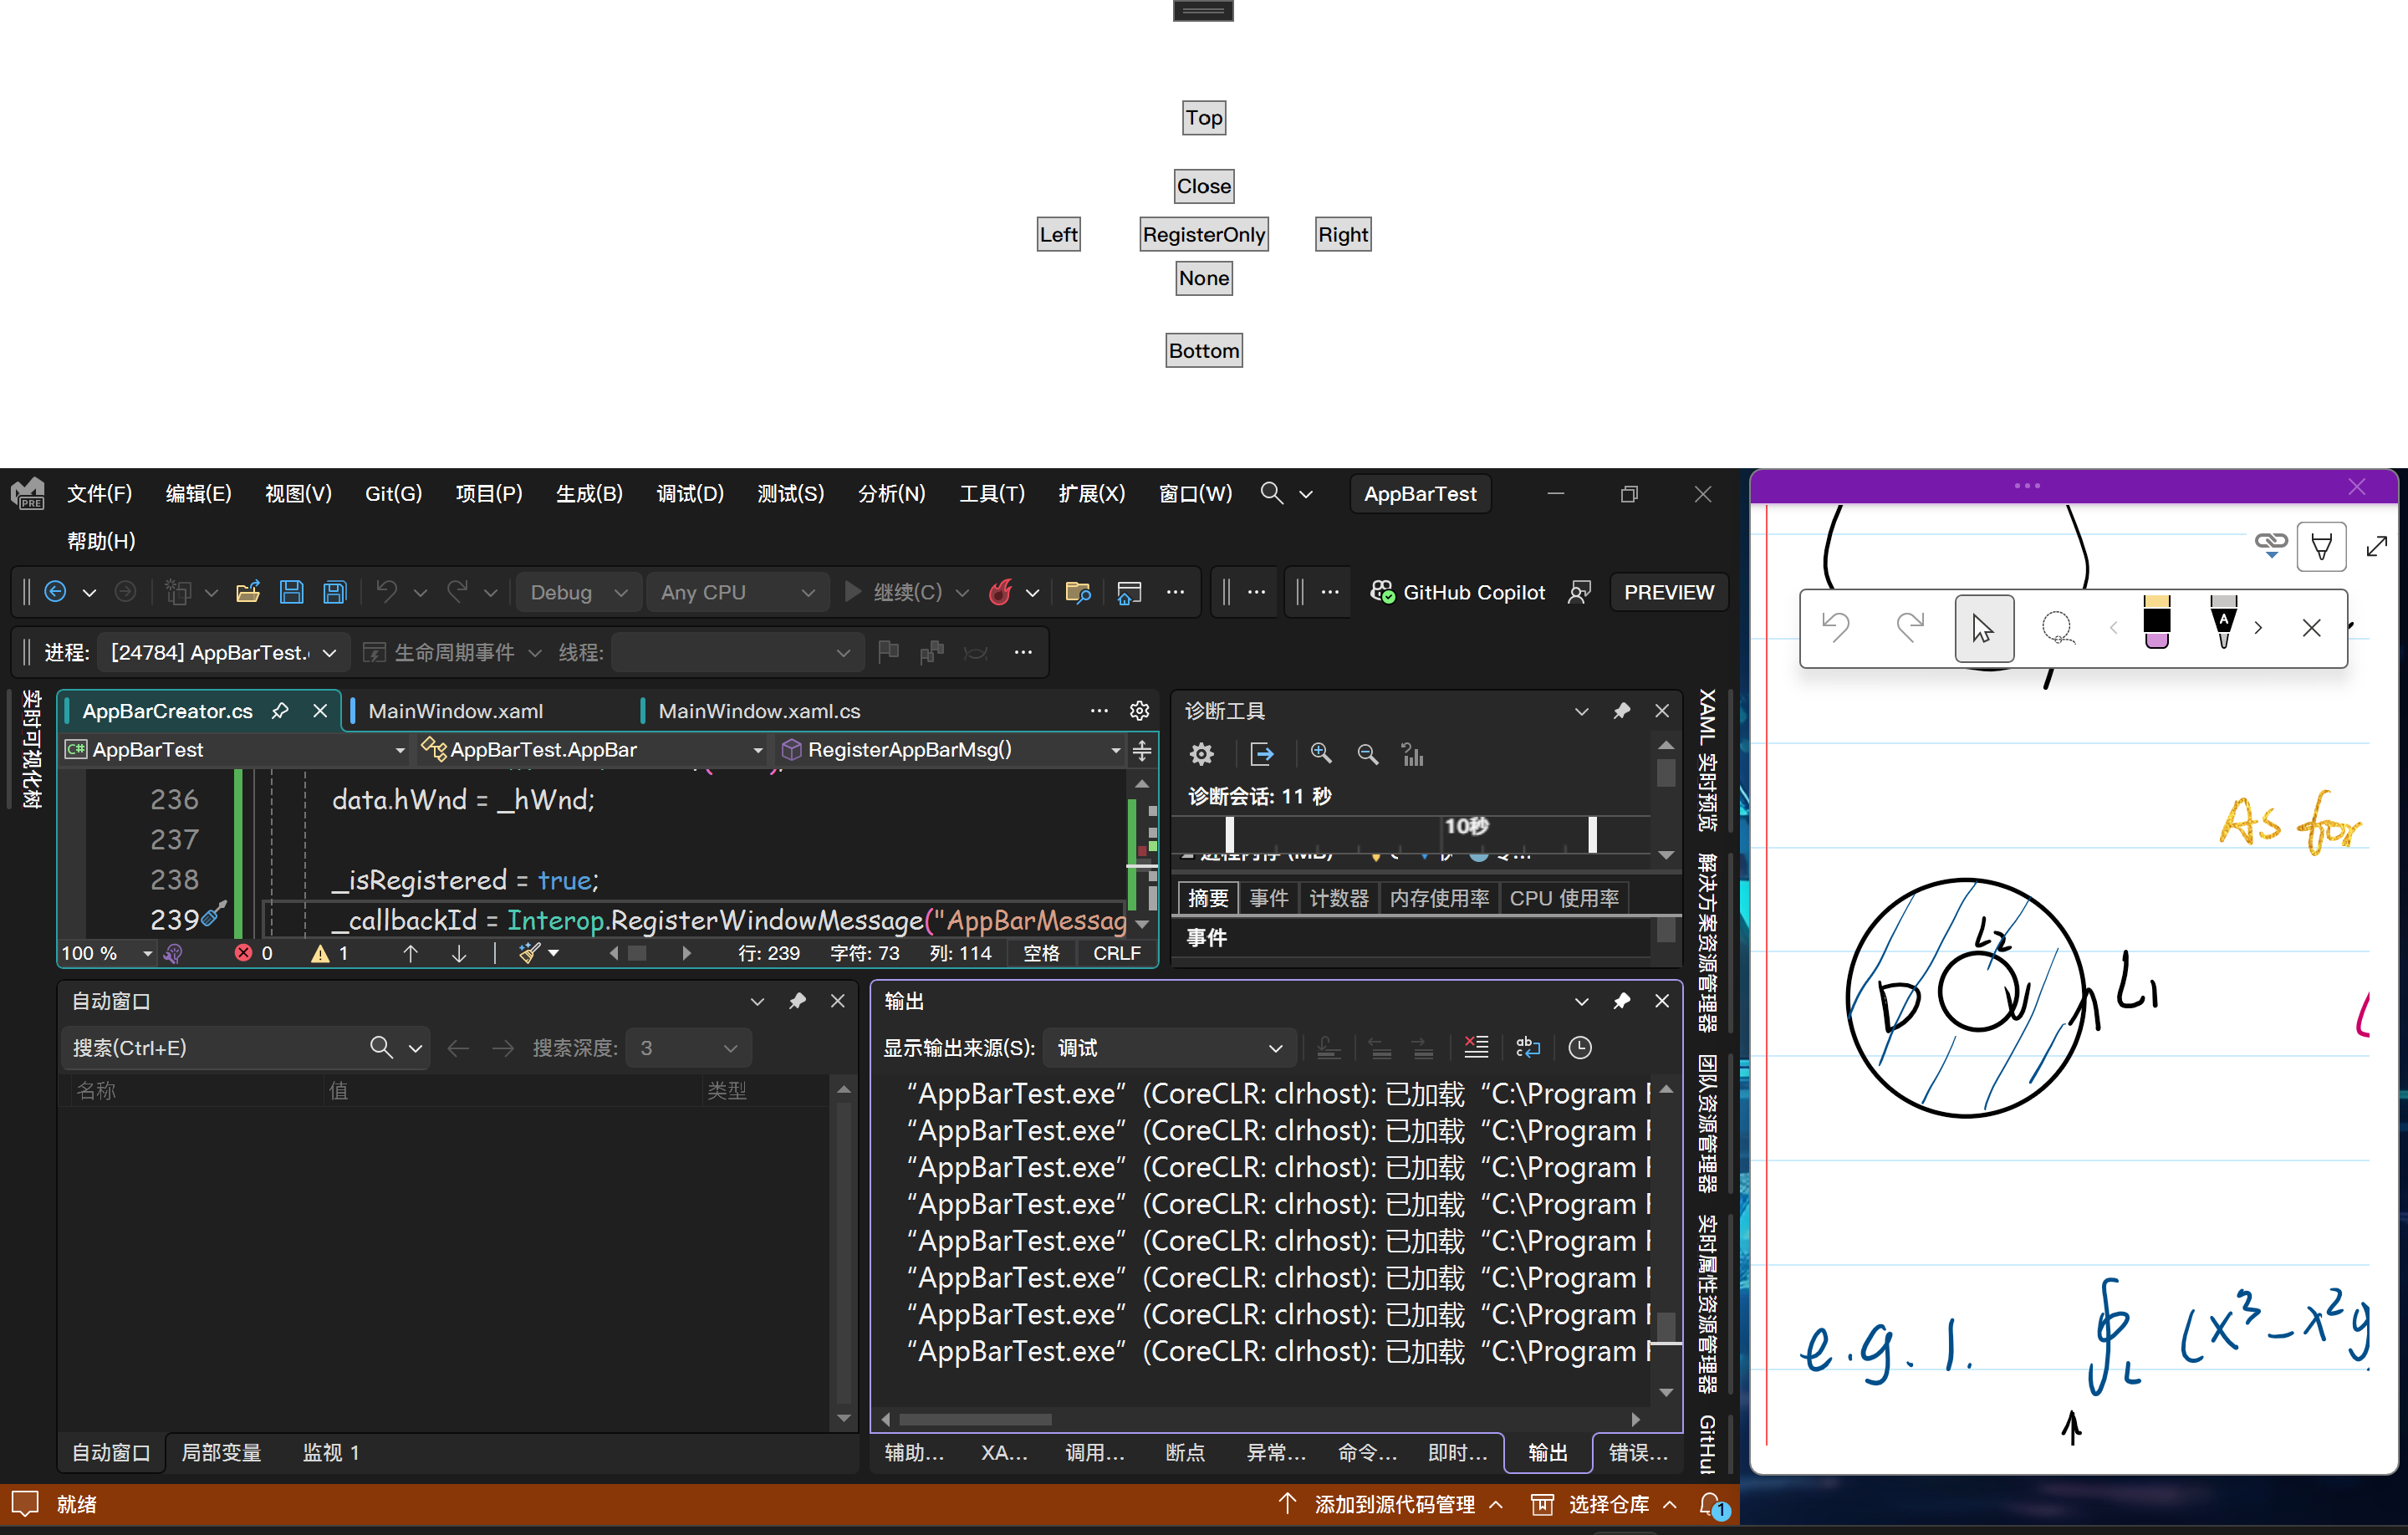 Top
Close
Left RegisterOnly Right
None
Bottom
PRE 文件(F) 编辑(E) 视图(V) Git(G) 项目(P) 生成(B) 调试(D) 测试(S) 分析(N) 工具(T) 扩展(X) 窗口(W) AppBarTest
帮助(H)
Debug Any CPU 继续(C) GitHub Copilot PREVIEW
进程: [24784] AppBarTest. 生命周期事件 线程:
实时可视化树
AppBarCreator.cs MainWindow.xaml MainWindow.xaml.cs
C# AppBarTest AppBarTest.AppBar RegisterAppBarMsg()
236 data.hWnd = _hWnd;
237
238 _isRegistered = true;
239 _callbackId = Interop.RegisterWindowMessage("AppBarMessag
100 % 0 1 行: 239 字符: 73 列: 114 空格 CRLF
诊断工具
诊断会话: 11 秒
10秒
摘要 事件 计数器 内存使用率 CPU 使用率
事件
自动窗口
搜索(Ctrl+E) 搜索深度: 3
名称 值 类型
自动窗口 局部变量 监视 1
输出
显示输出来源(S): 调试
“AppBarTest.exe” (CoreCLR: clrhost): 已加载 “C:\Program
“AppBarTest.exe” (CoreCLR: clrhost): 已加载 “C:\Program
“AppBarTest.exe” (CoreCLR: clrhost): 已加载 “C:\Program
“AppBarTest.exe” (CoreCLR: clrhost): 已加载 “C:\Program
“AppBarTest.exe” (CoreCLR: clrhost): 已加载 “C:\Program
“AppBarTest.exe” (CoreCLR: clrhost): 已加载 “C:\Program
“AppBarTest.exe” (CoreCLR: clrhost): 已加载 “C:\Program
“AppBarTest.exe” (CoreCLR: clrhost): 已加载 “C:\Program
辅助... XA... 调用... 断点 异常... 命令... 即时... 输出 错误...
XAML 实时预览
解决方案资源管理器
团队资源管理器
实时属性资源管理器
GitHu
就绪 添加到源代码管理 选择仓库 1
A
As for
L2
D L1
e.g. 1. ∮L (x³-x²y